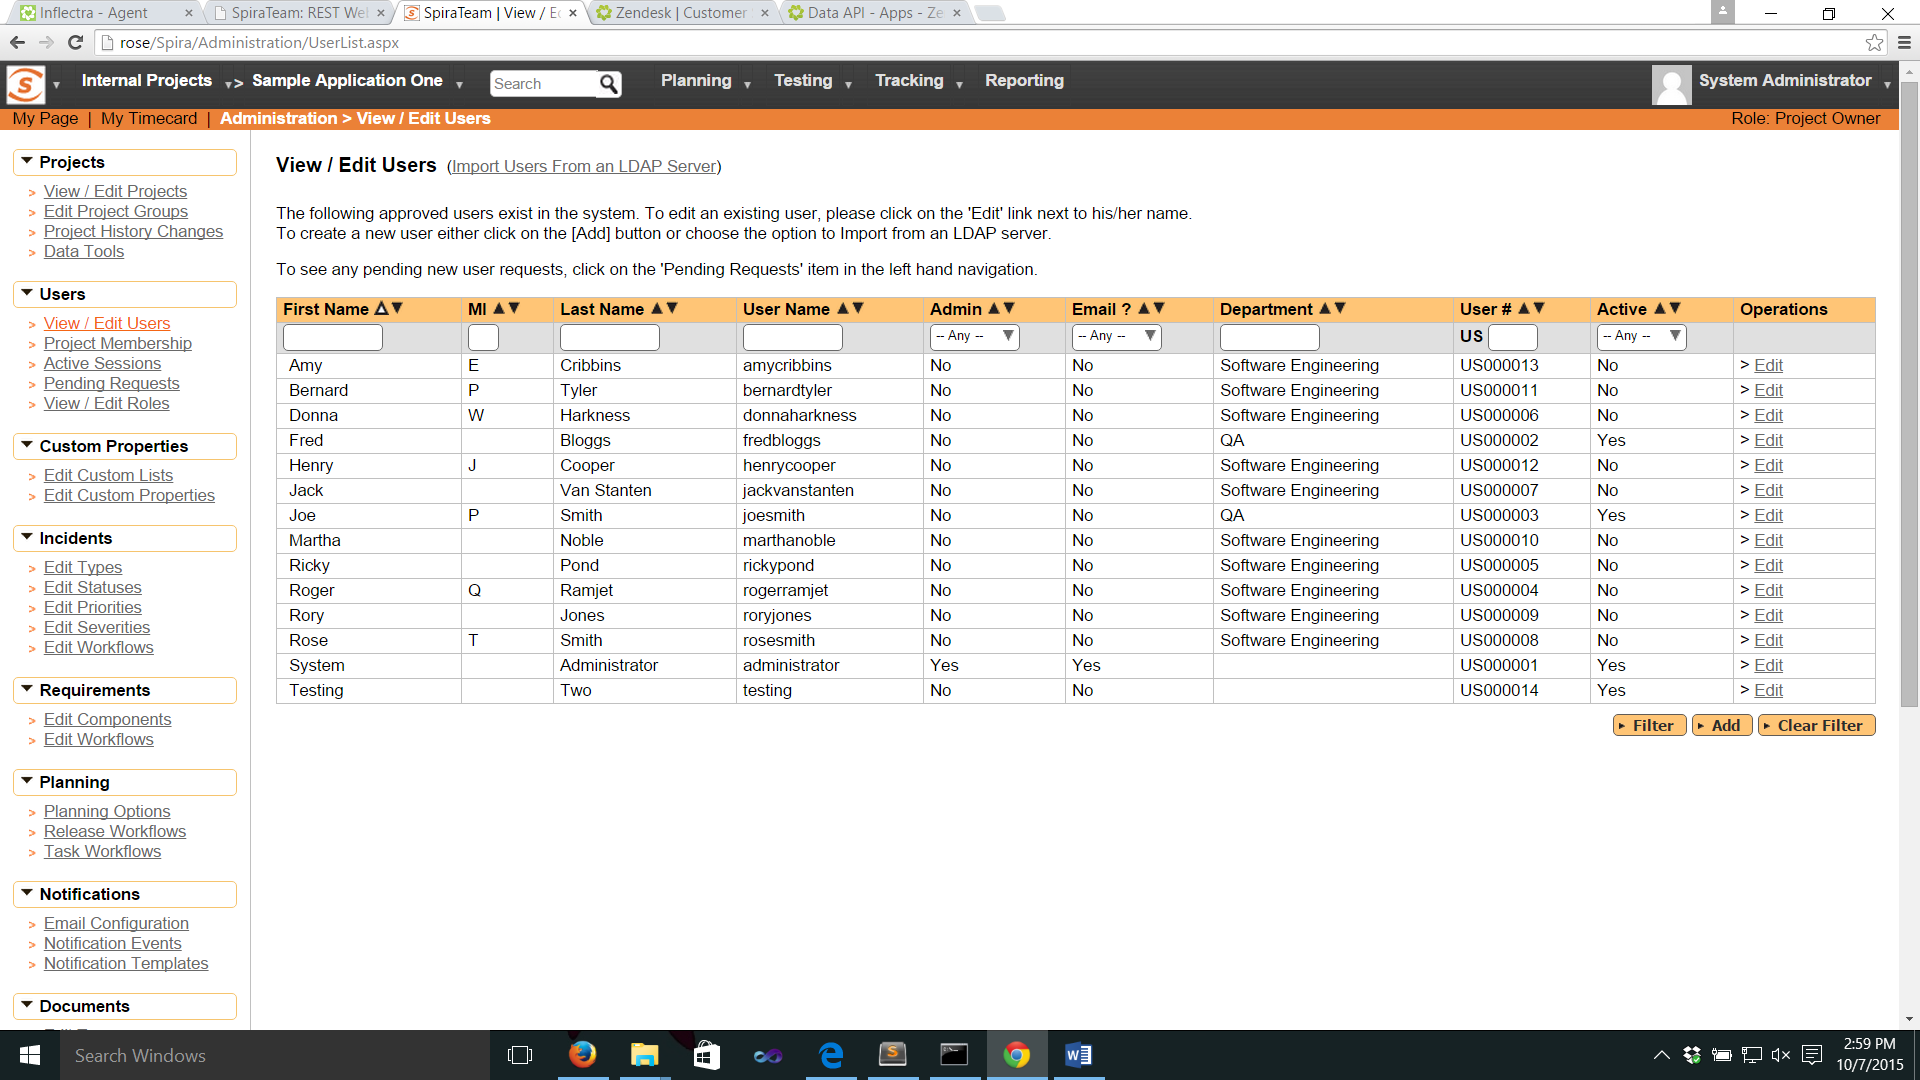 Inflectra - Agent
SpiraTeam: REST We
SpiraTeam | View / E
Zendesk | Customer
Data API - Apps - Ze
rose/Spira/Administration/UserList.aspx
Internal Projects > Sample Application One Search Planning Testing Tracking Reporting System Administrator
My Page | My Timecard | Administration > View / Edit Users Role: Project Owner
Projects
> View / Edit Projects
> Edit Project Groups
> Project History Changes
> Data Tools
Users
> View / Edit Users
> Project Membership
> Active Sessions
> Pending Requests
> View / Edit Roles
Custom Properties
> Edit Custom Lists
> Edit Custom Properties
Incidents
> Edit Types
> Edit Statuses
> Edit Priorities
> Edit Severities
> Edit Workflows
Requirements
> Edit Components
> Edit Workflows
Planning
> Planning Options
> Release Workflows
> Task Workflows
Notifications
> Email Configuration
> Notification Events
> Notification Templates
Documents
View / Edit Users (Import Users From an LDAP Server)
The following approved users exist in the system. To edit an existing user, please click on the 'Edit' link next to his/her name.
To create a new user either click on the [Add] button or choose the option to Import from an LDAP server.
To see any pending new user requests, click on the 'Pending Requests' item in the left hand navigation.
First Name MI Last Name User Name Admin Email ? Department User # Active Operations
-- Any -- -- Any -- US -- Any --
Amy E Cribbins amycribbins No No Software Engineering US000013 No > Edit
Bernard P Tyler bernardtyler No No Software Engineering US000011 No > Edit
Donna W Harkness donnaharkness No No Software Engineering US000006 No > Edit
Fred Bloggs fredbloggs No No QA US000002 Yes > Edit
Henry J Cooper henrycooper No No Software Engineering US000012 No > Edit
Jack Van Stanten jackvanstanten No No Software Engineering US000007 No > Edit
Joe P Smith joesmith No No QA US000003 Yes > Edit
Martha Noble marthanoble No No Software Engineering US000010 No > Edit
Ricky Pond rickypond No No Software Engineering US000005 No > Edit
Roger Q Ramjet rogerramjet No No Software Engineering US000004 No > Edit
Rory Jones roryjones No No Software Engineering US000009 No > Edit
Rose T Smith rosesmith No No Software Engineering US000008 No > Edit
System Administrator administrator Yes Yes US000001 Yes > Edit
Testing Two testing No No US000014 Yes > Edit
Filter Add Clear Filter
Search Windows
2:59 PM
10/7/2015